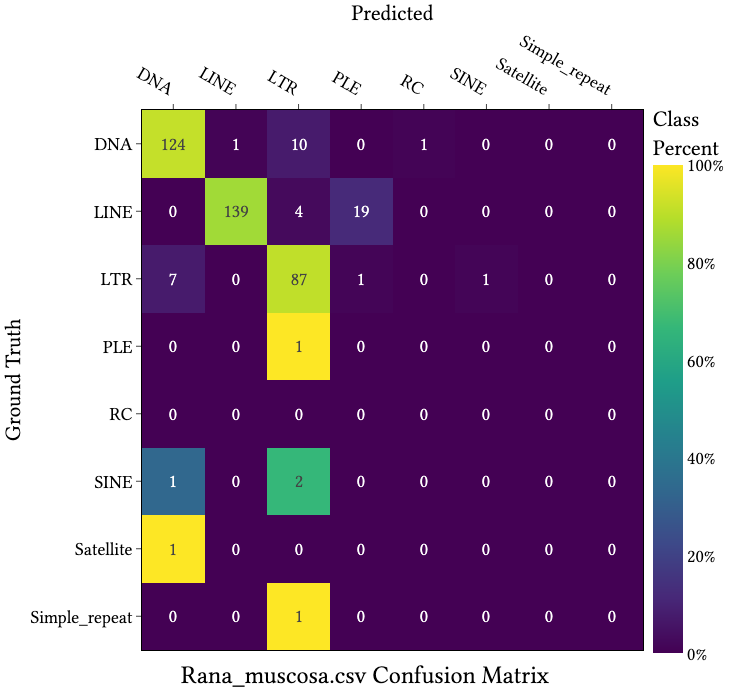 Predicted
DNA LINE LTR PLE RC SINE Satellite Simple_repeat
Ground Truth
DNA 124 1 10 0 1 0 0 0
LINE 0 139 4 19 0 0 0 0
LTR 7 0 87 1 0 1 0 0
PLE 0 0 1 0 0 0 0 0
RC 0 0 0 0 0 0 0 0
SINE 1 0 2 0 0 0 0 0
Satellite 1 0 0 0 0 0 0 0
Simple_repeat 0 0 1 0 0 0 0 0
Class
Percent
100%
80%
60%
40%
20%
0%
Rana_muscosa.csv Confusion Matrix